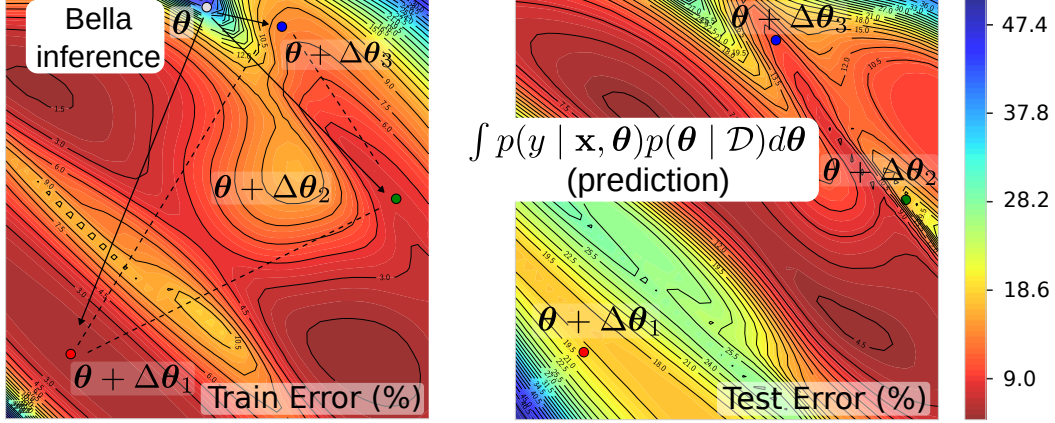 Bella
inference
θ
θ + Δθ₃
θ + Δθ₂
θ + Δθ₁
Train Error (%)
θ + Δθ₃
∫ p(y | x, θ)p(θ | D)dθ
(prediction)
θ + Δθ₂
θ + Δθ₁
Test Error (%)
47.4
37.8
28.2
18.6
9.0